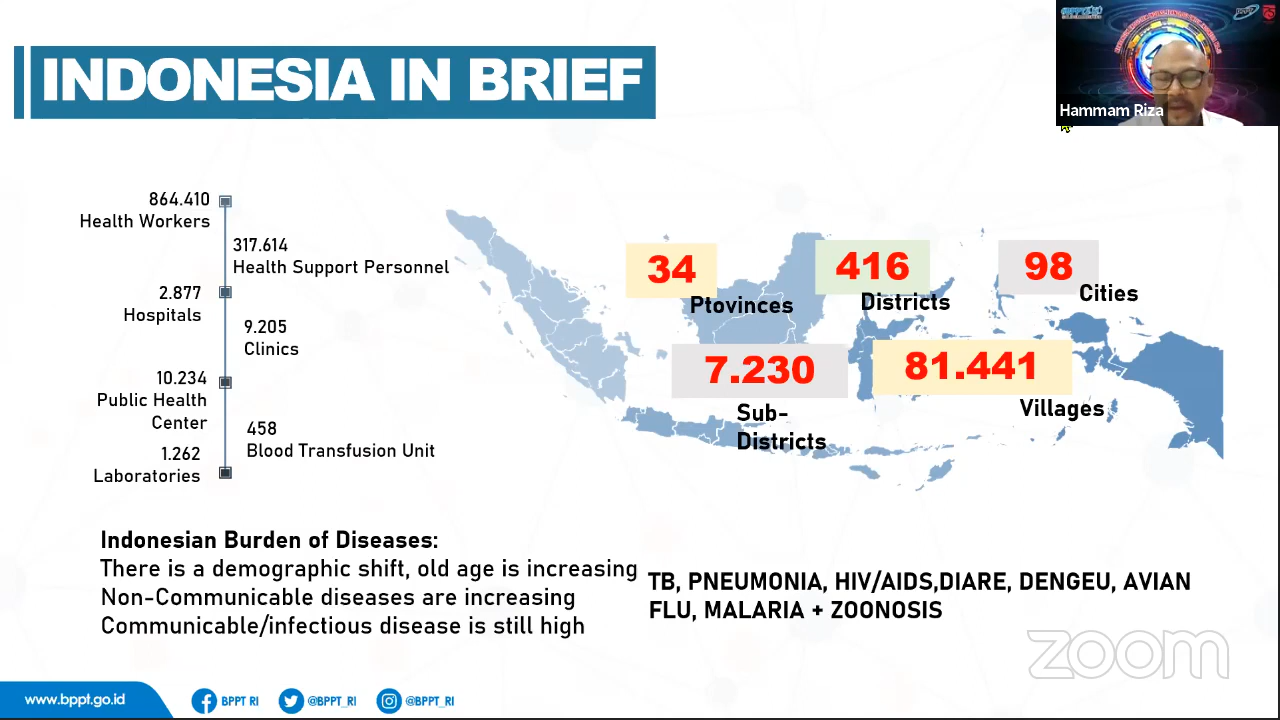 INDONESIA IN BRIEF
Hammam Riza
864.410
Health Workers
317.614
Health Support Personnel
2.877
Hospitals
9.205
Clinics
10.234
Public Health
Center
458
Blood Transfusion Unit
1.262
Laboratories
34
Ptovinces
416
Districts
98
Cities
7.230
Sub-
Districts
81.441
Villages
Indonesian Burden of Diseases:
There is a demographic shift, old age is increasing
Non-Communicable diseases are increasing
Communicable/infectious disease is still high
TB, PNEUMONIA, HIV/AIDS,DIARE, DENGEU, AVIAN
FLU, MALARIA + ZOONOSIS
zoom
www.bppt.go.id
BPPT RI
@BPPT_RI
@BPPT_RI